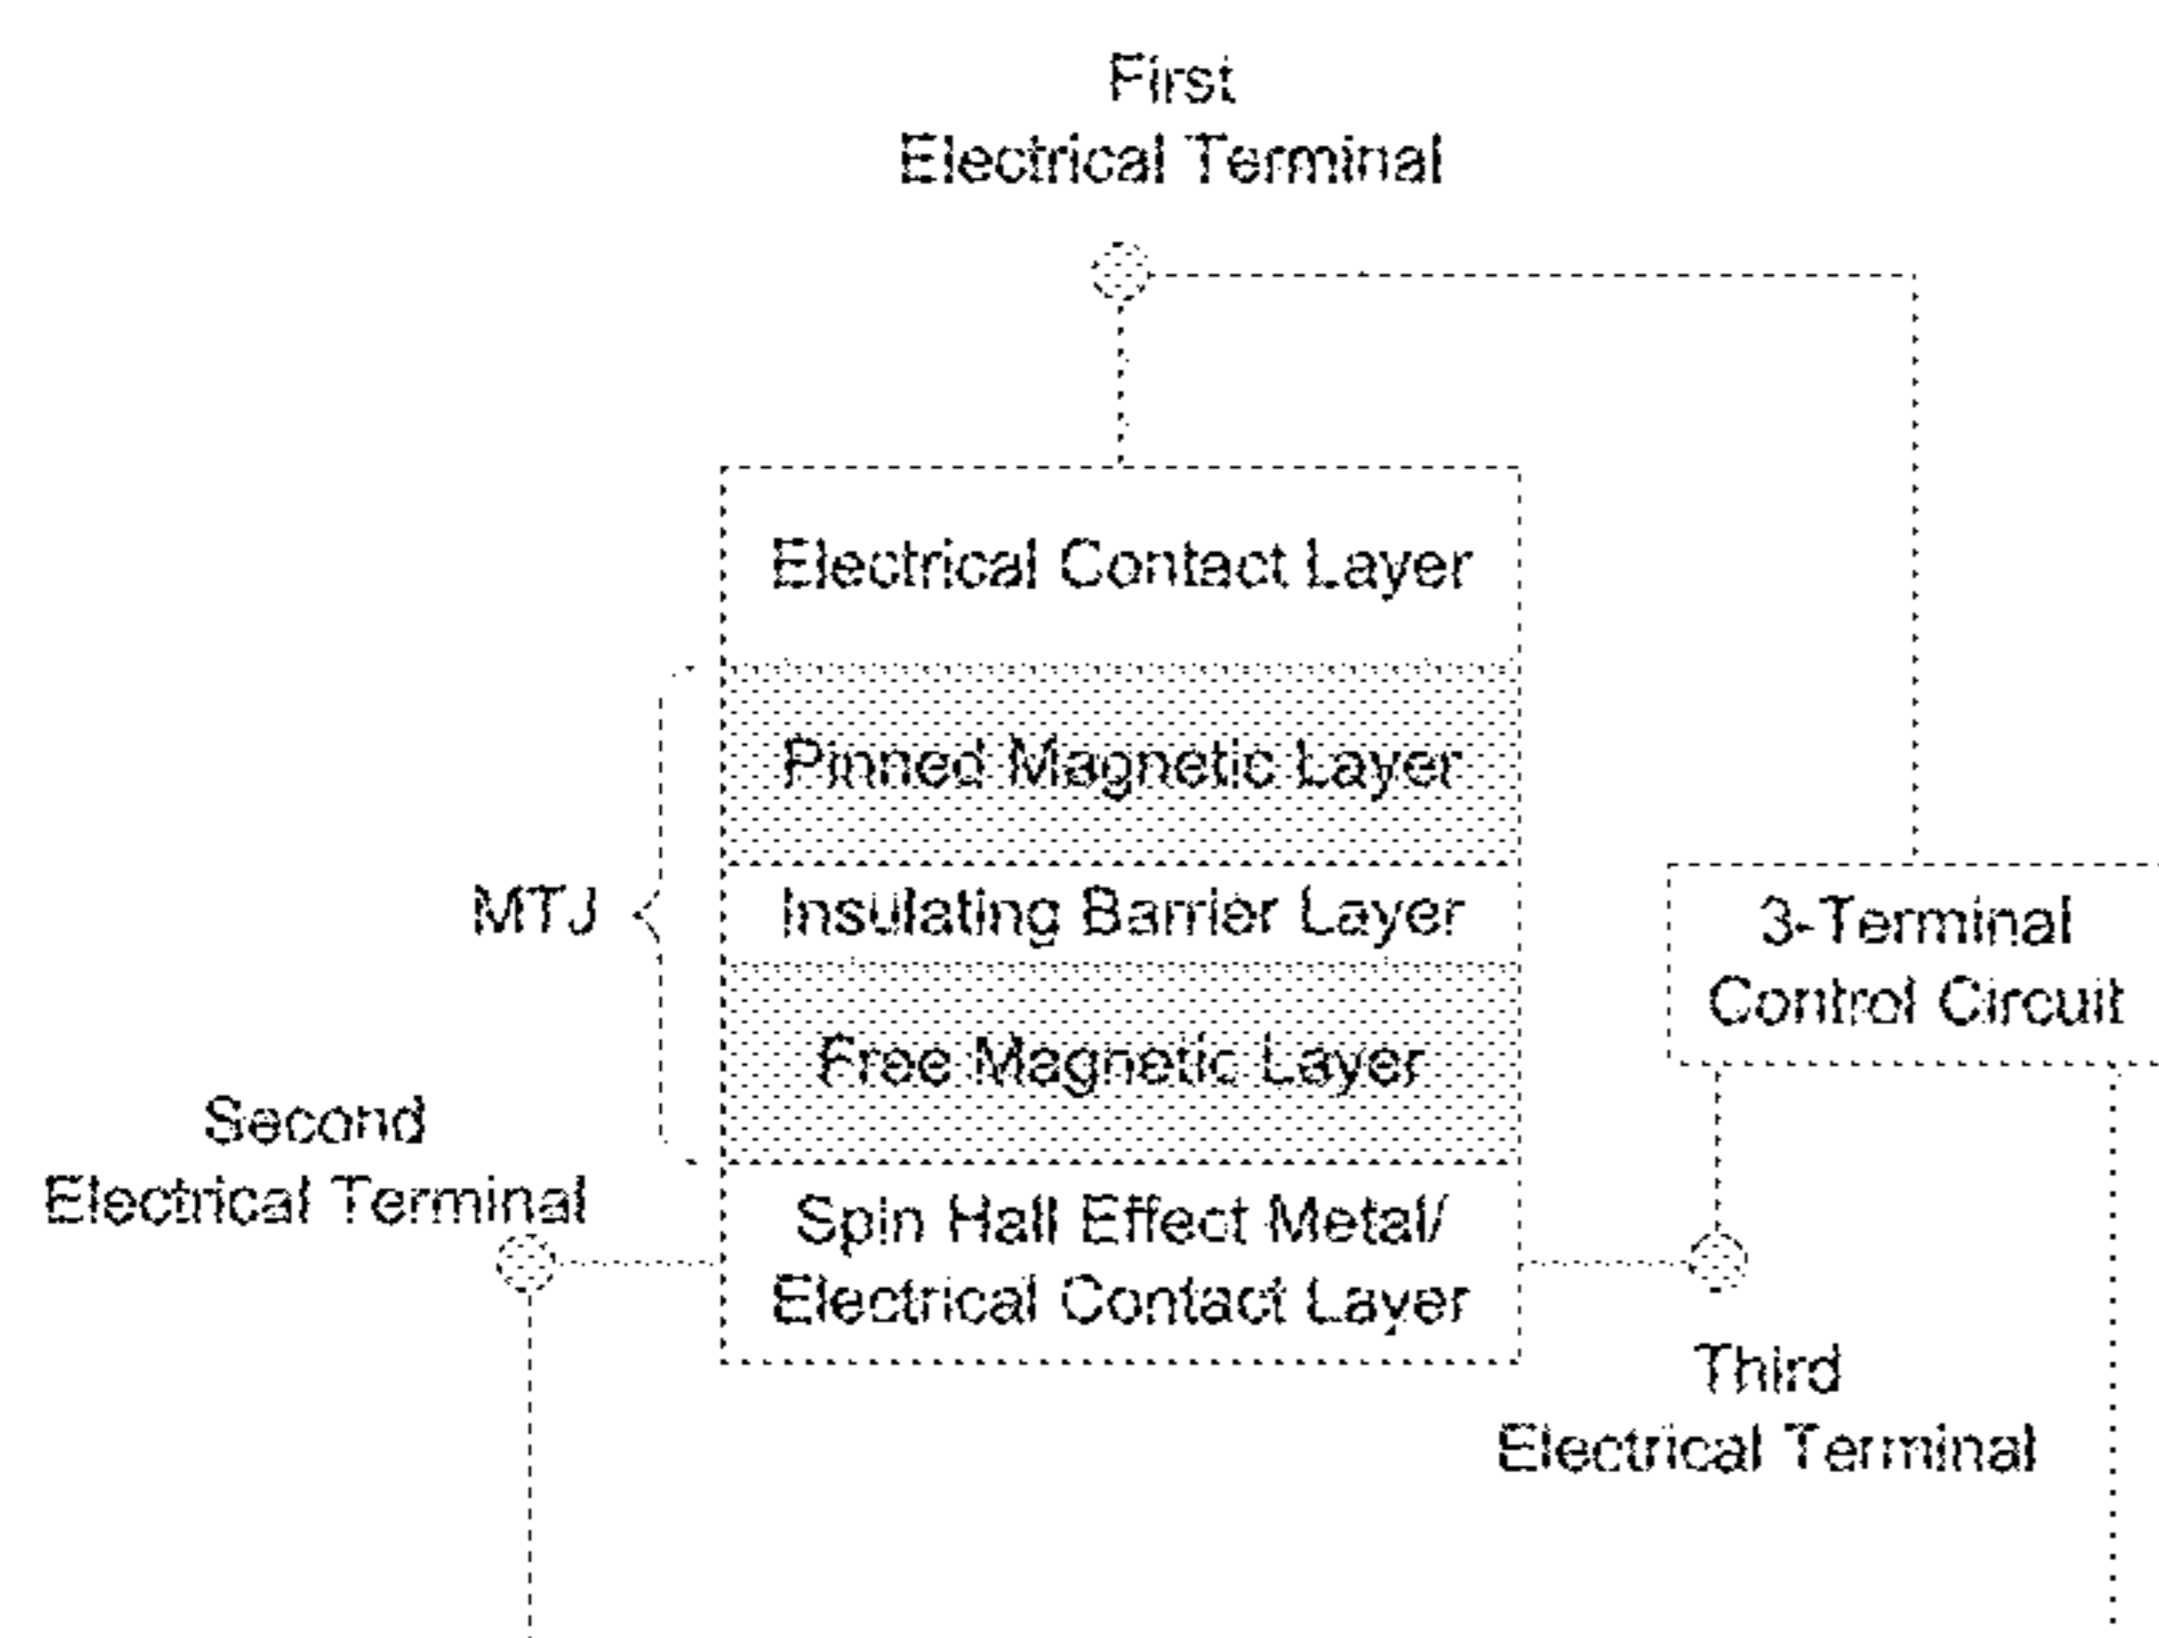 First
Electrical Terminal
Electrical Contact Layer
Pinned Magnetic Layer
MTJ
Insulating Barrier Layer
3-Terminal
Control Circuit
Free Magnetic Layer
Second
Electrical Terminal
Spin Hall Effect Metal/
Electrical Contact Layer
Third
Electrical Terminal